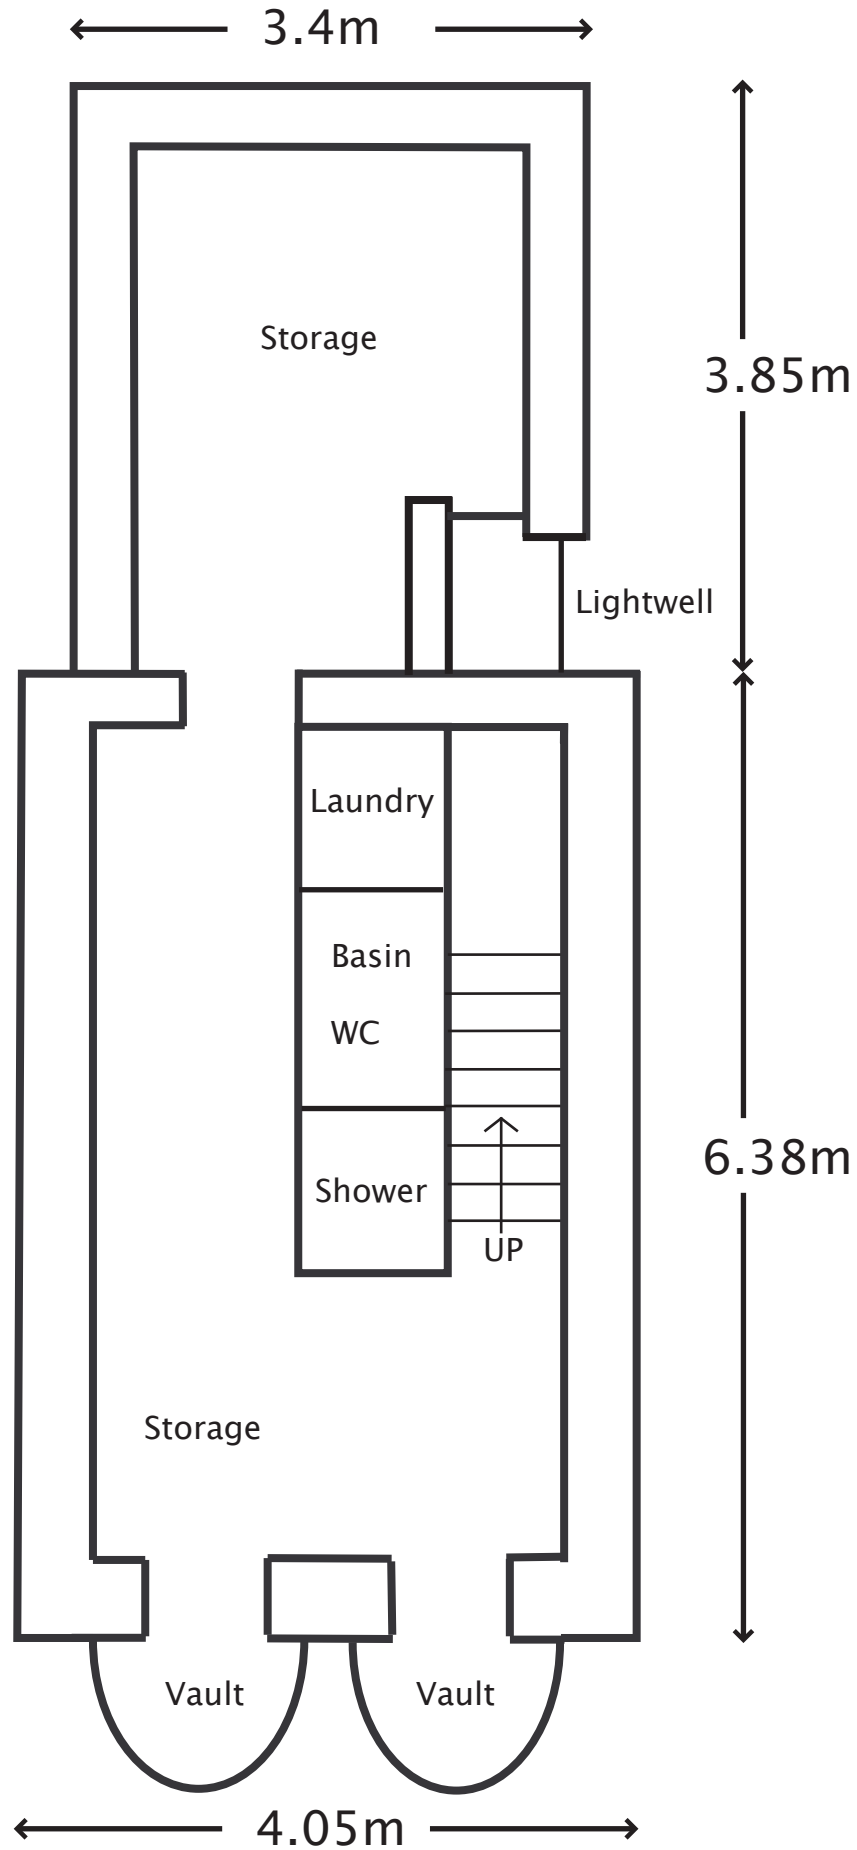 3.4m
Storage
3.85m
Lightwell
Laundry
Basin
WC
6.38m
Shower
UP
Storage
Vault
Vault
4.05m